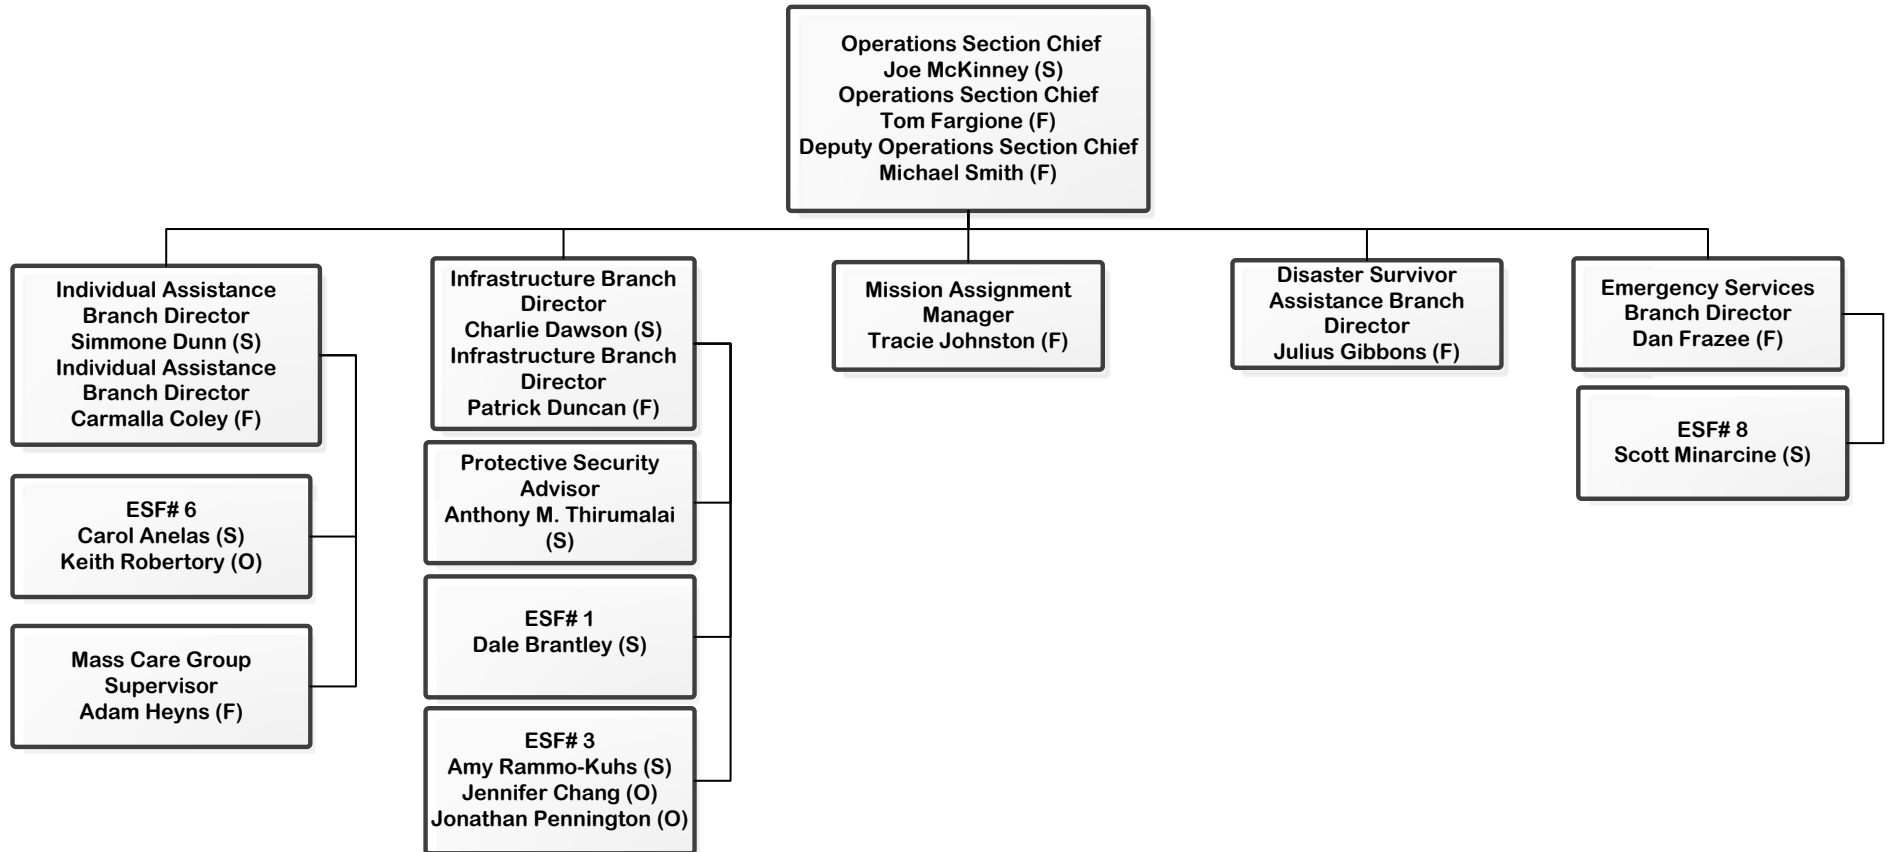 Operations Section Chief
Joe McKinney (S)
Operations Section Chief
Tom Fargione (F)
Deputy Operations Section Chief
Michael Smith (F)
Individual Assistance
Branch Director
Simmone Dunn (S)
Individual Assistance
Branch Director
Carmalla Coley (F)
ESF# 6
Carol Anelas (S)
Keith Robertory (O)
Mass Care Group
Supervisor
Adam Heyns (F)
Infrastructure Branch
Director
Charlie Dawson (S)
Infrastructure Branch
Director
Patrick Duncan (F)
Protective Security
Advisor
Anthony M. Thirumalai
(S)
ESF# 1
Dale Brantley (S)
ESF# 3
Amy Rammo-Kuhs (S)
Jennifer Chang (O)
Jonathan Pennington (O)
Mission Assignment
Manager
Tracie Johnston (F)
Disaster Survivor
Assistance Branch
Director
Julius Gibbons (F)
Emergency Services
Branch Director
Dan Frazee (F)
ESF# 8
Scott Minarcine (S)